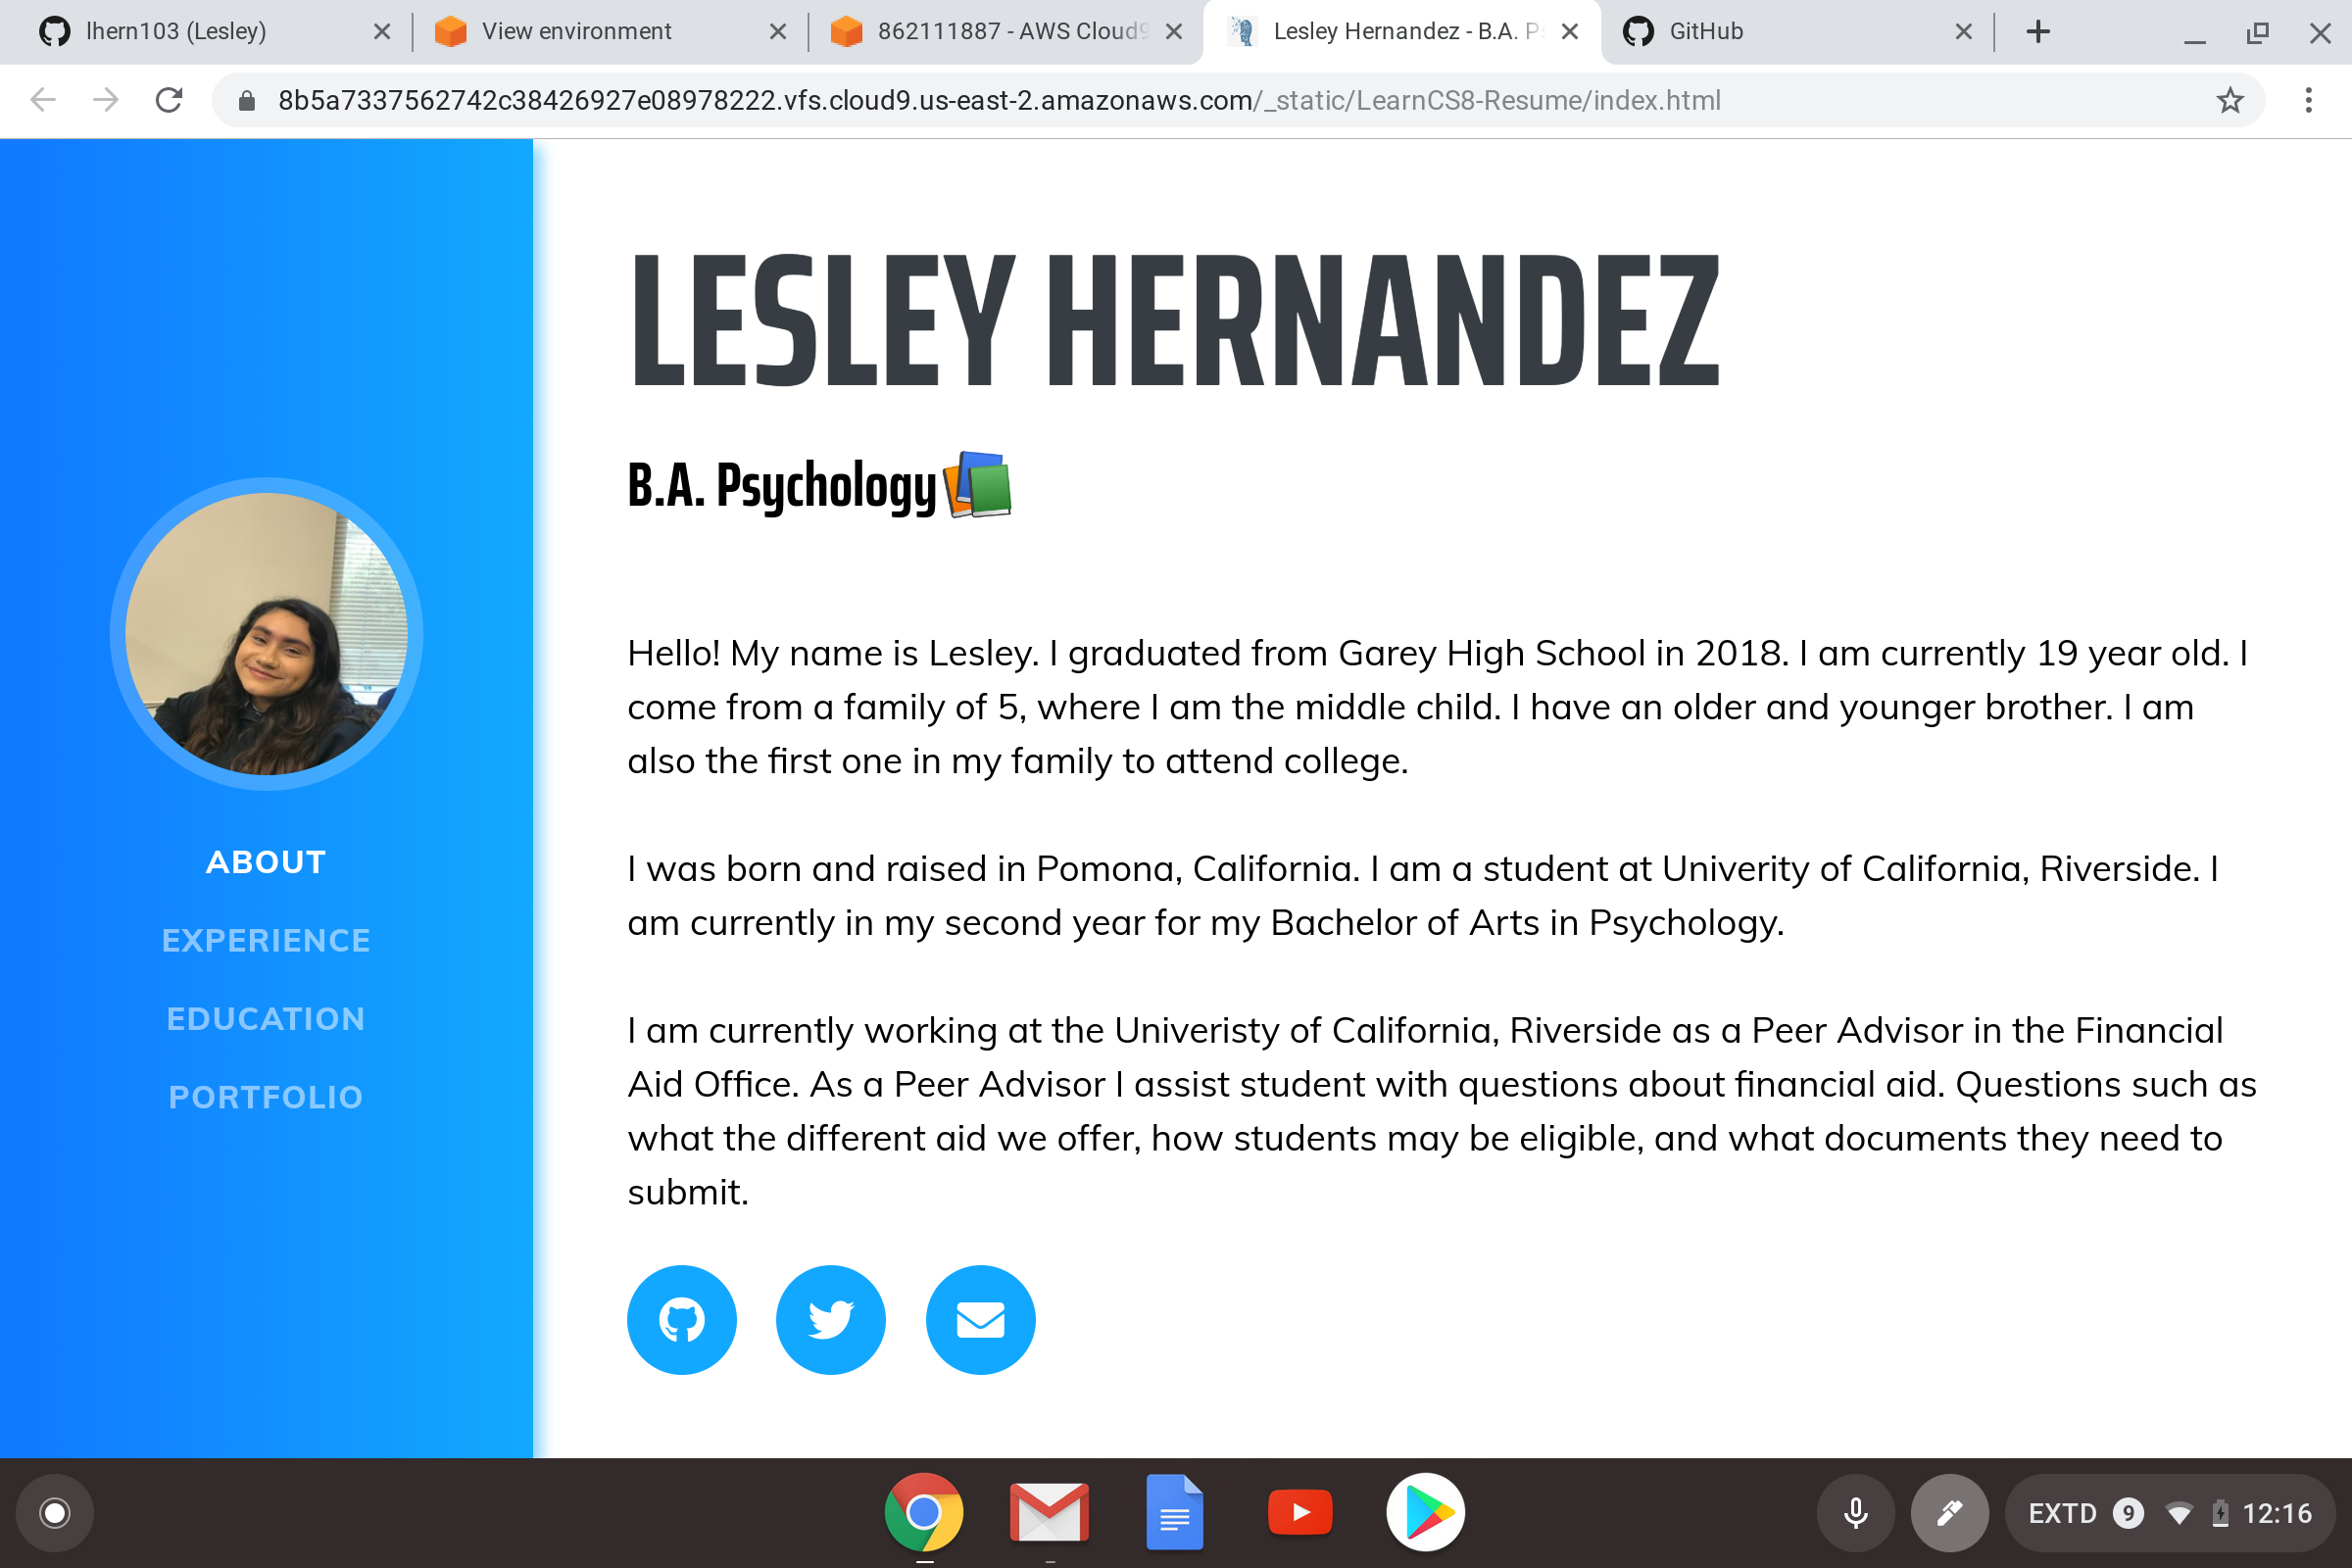 lhern103 (Lesley)
View environment
862111887 - AWS Cloud9
Lesley Hernandez - B.A. Ps
GitHub
8b5a7337562742c38426927e08978222.vfs.cloud9.us-east-2.amazonaws.com/_static/LearnCS8-Resume/index.html
LESLEY HERNANDEZ
B.A. Psychology
ABOUT
EXPERIENCE
EDUCATION
PORTFOLIO
Hello! My name is Lesley. I graduated from Garey High School in 2018. I am currently 19 year old. I
come from a family of 5, where I am the middle child. I have an older and younger brother. I am
also the first one in my family to attend college.
I was born and raised in Pomona, California. I am a student at Univerity of California, Riverside. I
am currently in my second year for my Bachelor of Arts in Psychology.
I am currently working at the Univeristy of California, Riverside as a Peer Advisor in the Financial
Aid Office. As a Peer Advisor I assist student with questions about financial aid. Questions such as
what the different aid we offer, how students may be eligible, and what documents they need to
submit.
EXTD 9 12:16